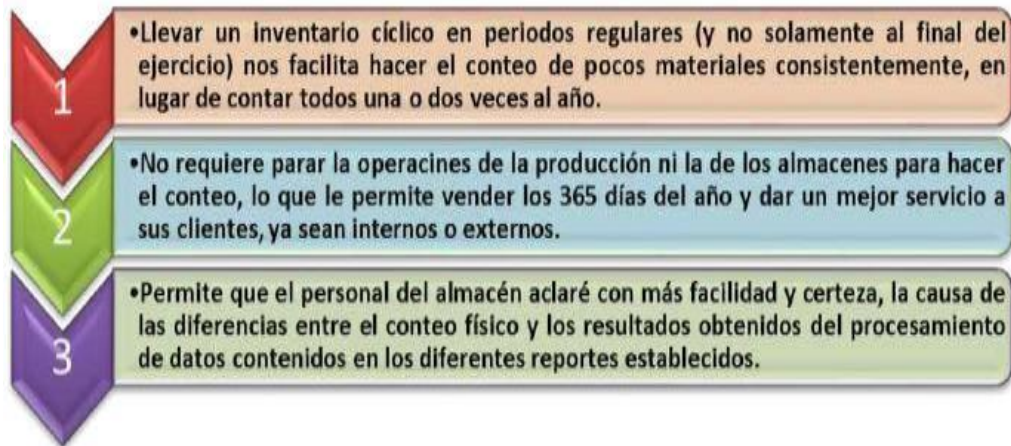 1
•Llevar un inventario cíclico en periodos regulares (y no solamente al final del
ejercicio) nos facilita hacer el conteo de pocos materiales consistentemente, en
lugar de contar todos una o dos veces al año.
2
•No requiere parar la operacines de la producción ni la de los almacenes para hacer
el conteo, lo que le permite vender los 365 días del año y dar un mejor servicio a
sus clientes, ya sean internos o externos.
3
•Permite que el personal del almacén aclaré con más facilidad y certeza, la causa de
las diferencias entre el conteo físico y los resultados obtenidos del procesamiento
de datos contenidos en los diferentes reportes establecidos.